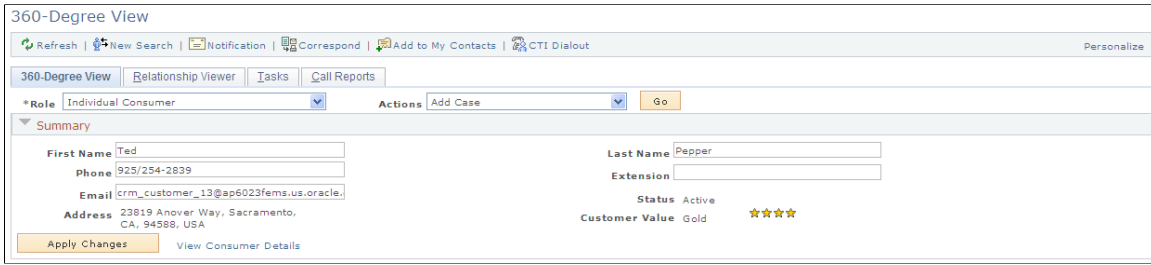 360-Degree View
Refresh | New Search | Notification | Correspond | Add to My Contacts | CTI Dialout Personalize
360-Degree View Relationship Viewer Tasks Call Reports
*Role Individual Consumer Actions Add Case Go
Summary
First Name Ted Last Name Pepper
Phone 925/254-2839 Extension
Email crm_customer_13@ap6023fems.us.oracle.
Status Active
Address 23819 Anover Way, Sacramento,
CA, 94588, USA
Customer Value Gold
Apply Changes View Consumer Details